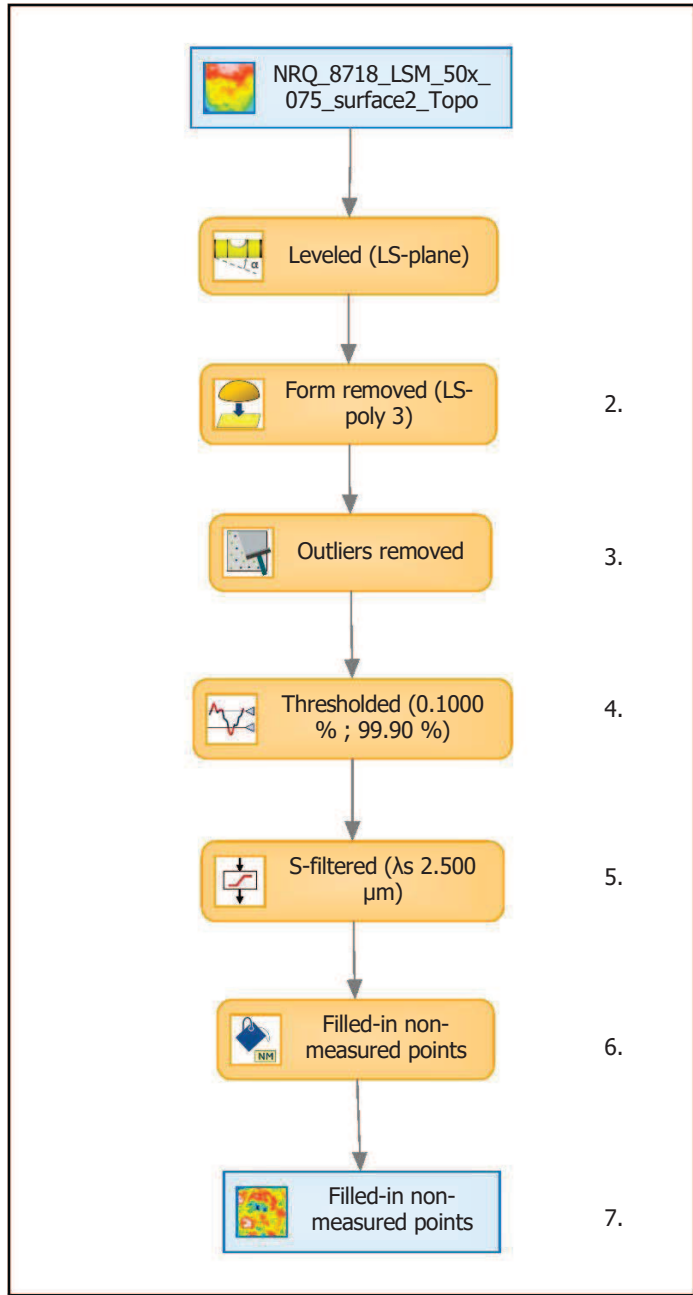 NRQ_8718_LSM_50x_
075_surface2_Topo
α
Leveled (LS-plane)
Form removed (LS-
poly 3)
2.
Outliers removed
3.
Thresholded (0.1000
% ; 99.90 %)
4.
S-filtered (λs 2.500
µm)
5.
NM
Filled-in non-
measured points
6.
Filled-in non-
measured points
7.